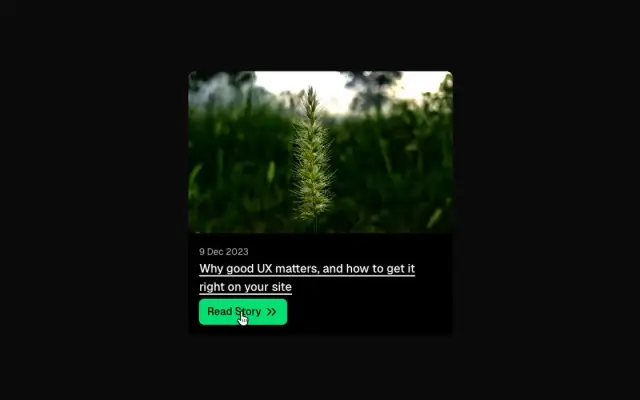 9 Dec 2023
Why good UX matters, and how to get it
right on your site
Read Story